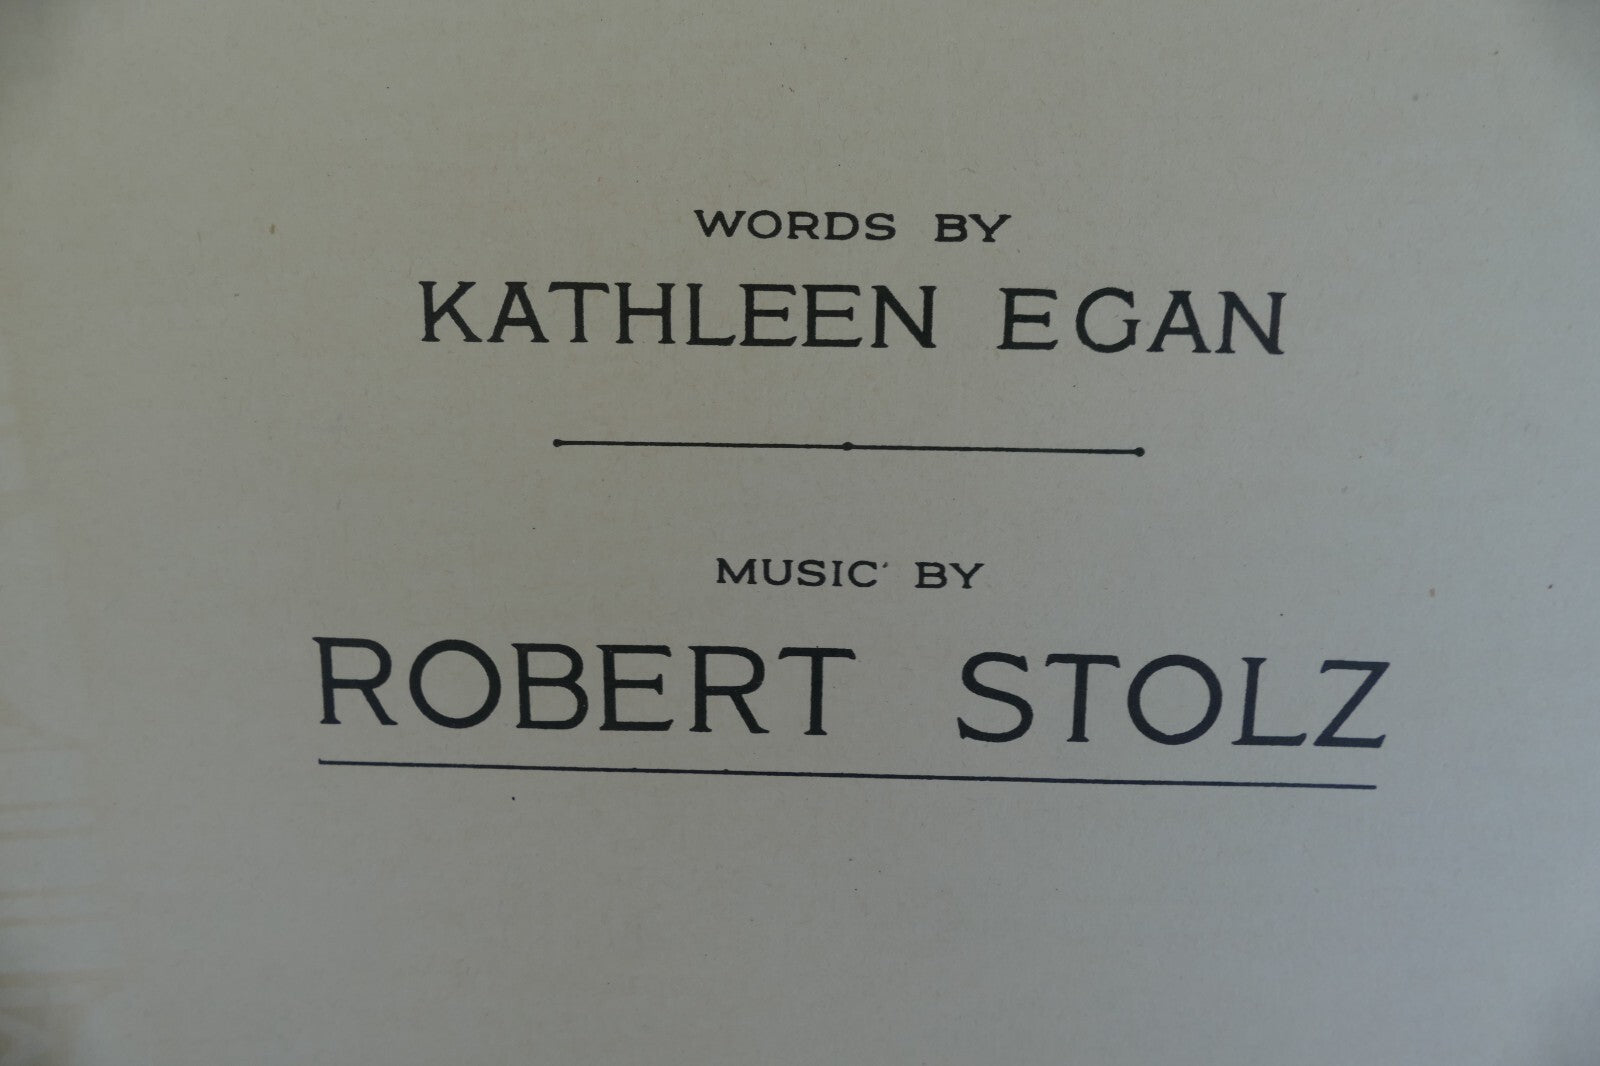 WORDS BY
KATHLEEN EGAN
MUSIC BY
ROBERT STOLZ